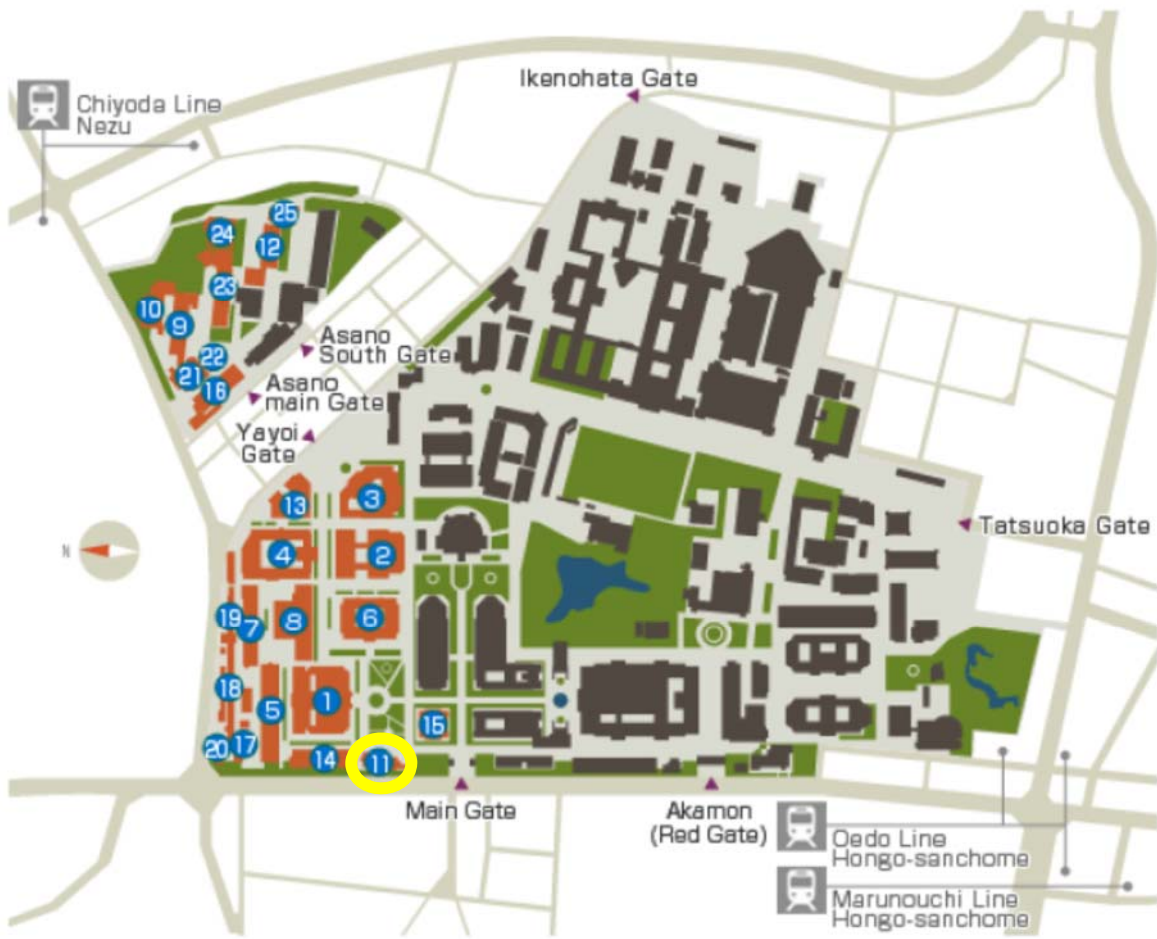 Ikenohata Gate
Chiyoda Line
Nezu
25
24
12
23
10
9
Asano
South Gate
22
21
16
Asano
main Gate
Yayoi
Gate
3
13
Tatsuoka Gate
N
4
2
19
7
8
6
18
5
1
15
20
17
14
11
Main Gate
Akamon
(Red Gate)
Oedo Line
Hongo-sanchome
Marunouchi Line
Hongo-sanchome